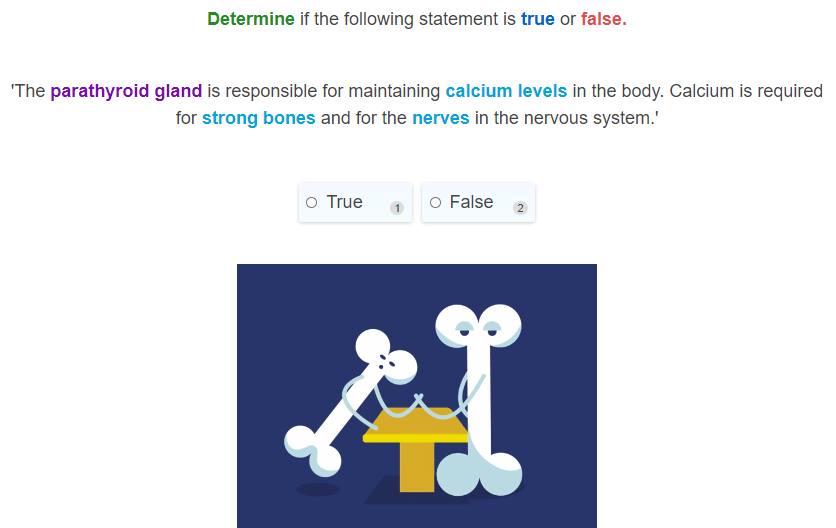 Determine if the following statement is true or false.
'The parathyroid gland is responsible for maintaining calcium levels in the body. Calcium is required
for strong bones and for the nerves in the nervous system.'
True 1 False 2